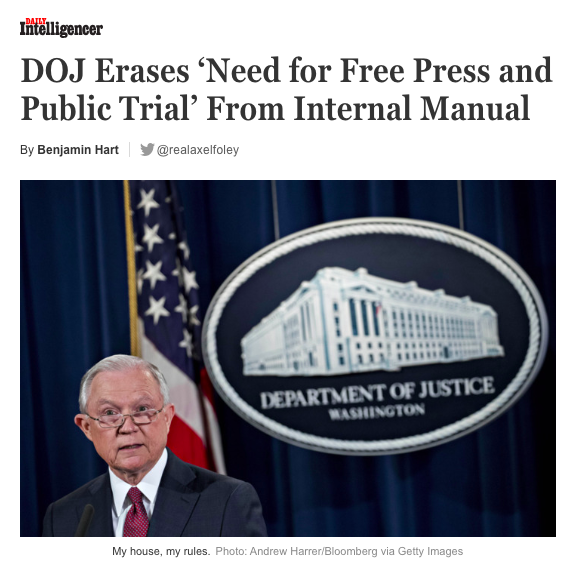 DAILY
Intelligencer
DOJ Erases ‘Need for Free Press and
Public Trial’ From Internal Manual
By Benjamin Hart @realaxelfoley
DEPARTMENT OF JUSTICE
WASHINGTON
My house, my rules. Photo: Andrew Harrer/Bloomberg via Getty Images